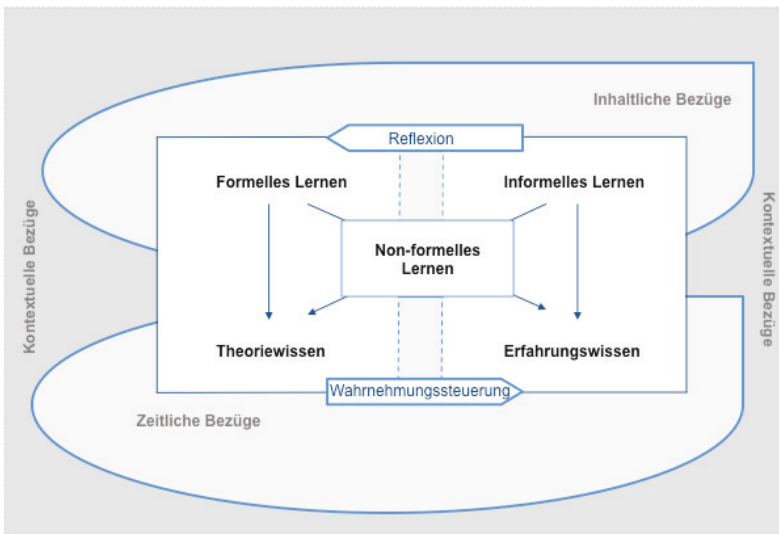 Inhaltliche Bezüge
Reflexion
Formelles Lernen
Informelles Lernen
Kontextuelle Bezüge
Kontextuelle Bezüge
Non-formelles
Lernen
Theoriewissen
Erfahrungswissen
Wahrnehmungssteuerung
Zeitliche Bezüge